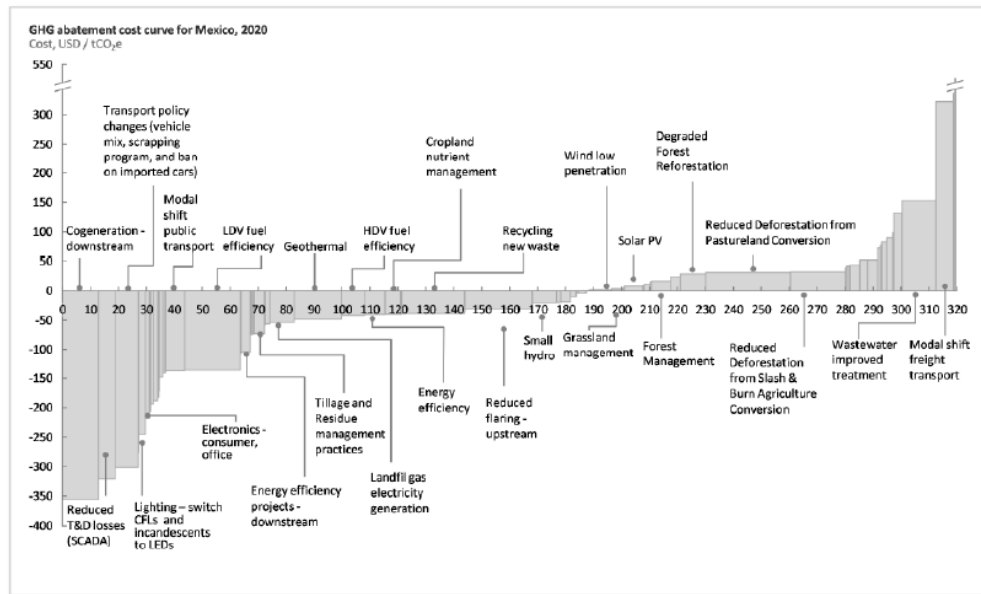 GHG abatement cost curve for Mexico, 2020
Cost, USD / tCO₂e
550
300
250
200
150
100
50
0
-50
-100
-150
-200
-250
-300
-350
-400
Transport policy
changes (vehicle
mix, scrapping
program, and ban
on imported cars)
Cogeneration -
downstream
Modal
shift
public
transport
LDV fuel
efficiency
Geothermal
HDV fuel
efficiency
Cropland
nutrient
management
Recycling
new waste
Wind low
penetration
Solar PV
Degraded
Forest
Reforestation
Reduced Deforestation from
Pastureland Conversion
0 10 20 30 40 50 60 70 80 90 100 110 120 130 140 150 160 170 180 190 200 210 220 230 240 250 260 270 280 290 300 310 320
Reduced
T&D losses
(SCADA)
Lighting – switch
CFLs and
incandescents
to LEDs
Electronics -
consumer,
office
Energy efficiency
projects -
downstream
Tillage and
Residue
management
practices
Landfil gas
electricity
generation
Energy
efficiency
Reduced
flaring -
upstream
Small
hydro
Grassland
management
Forest
Management
Reduced
Deforestation
from Slash &
Burn Agriculture
Conversion
Wastewater
improved
treatment
Modal shift
freight
transport